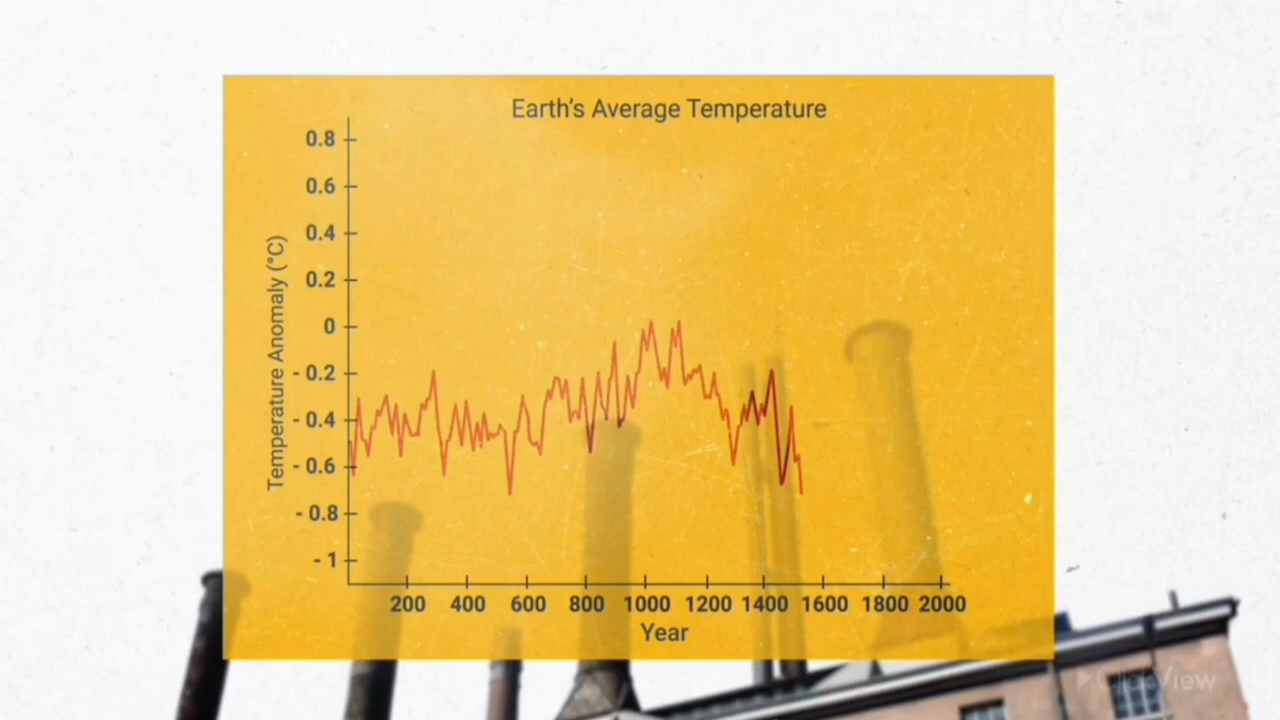 Earth's Average Temperature
0.8
0.6
0.4
0.2
0
- 0.2
- 0.4
- 0.6
- 0.8
- 1
Temperature Anomaly (°C)
200 400 600 800 1000 1200 1400 1600 1800 2000
Year
ClickView